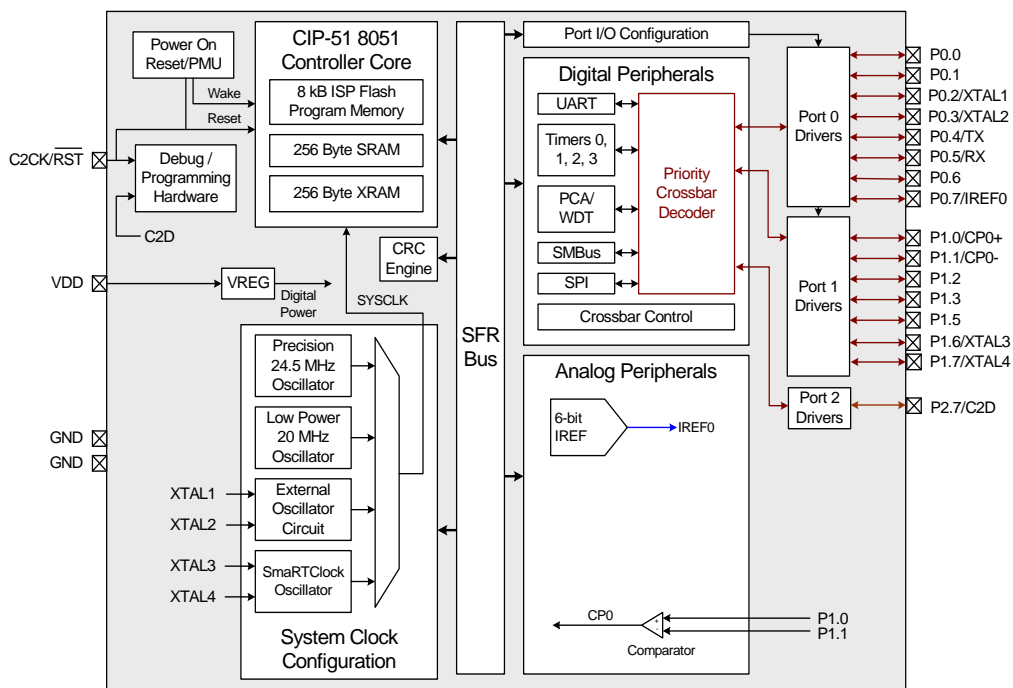 Power On
Reset/PMU
Wake
Reset
C2CK/RST
Debug /
Programming
Hardware
C2D
VDD
VREG
Digital
Power
GND
GND
CIP-51 8051
Controller Core
8 kB ISP Flash
Program Memory
256 Byte SRAM
256 Byte XRAM
CRC
Engine
SYSCLK
Precision
24.5 MHz
Oscillator
Low Power
20 MHz
Oscillator
XTAL1
XTAL2
External
Oscillator
Circuit
XTAL3
XTAL4
SmaRTClock
Oscillator
System Clock
Configuration
SFR
Bus
Port I/O Configuration
Digital Peripherals
UART
Timers 0,
1, 2, 3
PCA/
WDT
SMBus
SPI
Priority
Crossbar
Decoder
Crossbar Control
Analog Peripherals
6-bit
IREF
IREF0
CP0
+
-
Comparator
P1.0
P1.1
Port 0
Drivers
Port 1
Drivers
Port 2
Drivers
P0.0
P0.1
P0.2/XTAL1
P0.3/XTAL2
P0.4/TX
P0.5/RX
P0.6
P0.7/IREF0
P1.0/CP0+
P1.1/CP0-
P1.2
P1.3
P1.5
P1.6/XTAL3
P1.7/XTAL4
P2.7/C2D